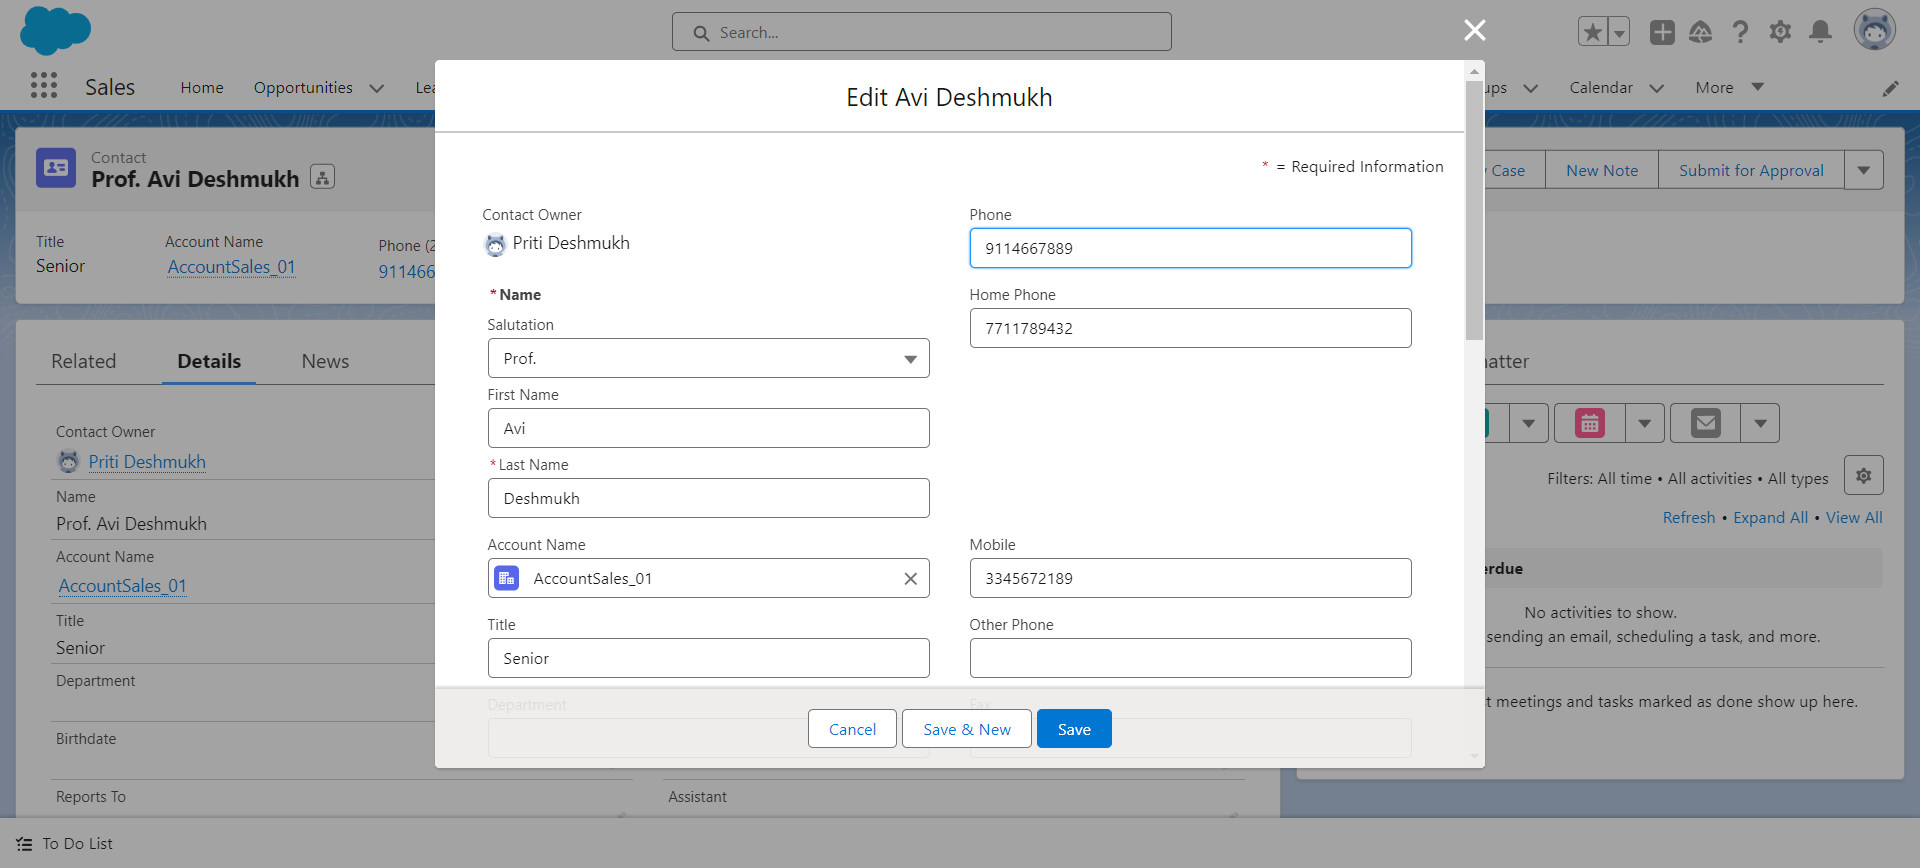 Search...
Sales
Home
Opportunities
Calendar
More
Contact
Prof. Avi Deshmukh
New Note
Submit for Approval
Case
Title
Senior
Account Name
AccountSales_01
Phone (2
911466
Related
Details
News
Contact Owner
Priti Deshmukh
Name
Prof. Avi Deshmukh
Account Name
AccountSales_01
Title
Senior
Department
Birthdate
Reports To
Assistant
To Do List
Edit Avi Deshmukh
* = Required Information
Contact Owner
Priti Deshmukh
*Name
Salutation
Prof.
First Name
Avi
*Last Name
Deshmukh
Account Name
AccountSales_01
Title
Senior
Department
Phone
9114667889
Home Phone
7711789432
Mobile
3345672189
Other Phone
Fax
Cancel
Save & New
Save
Filters: All time • All activities • All types
Refresh • Expand All • View All
No activities to show.
sending an email, scheduling a task, and more.
meetings and tasks marked as done show up here.